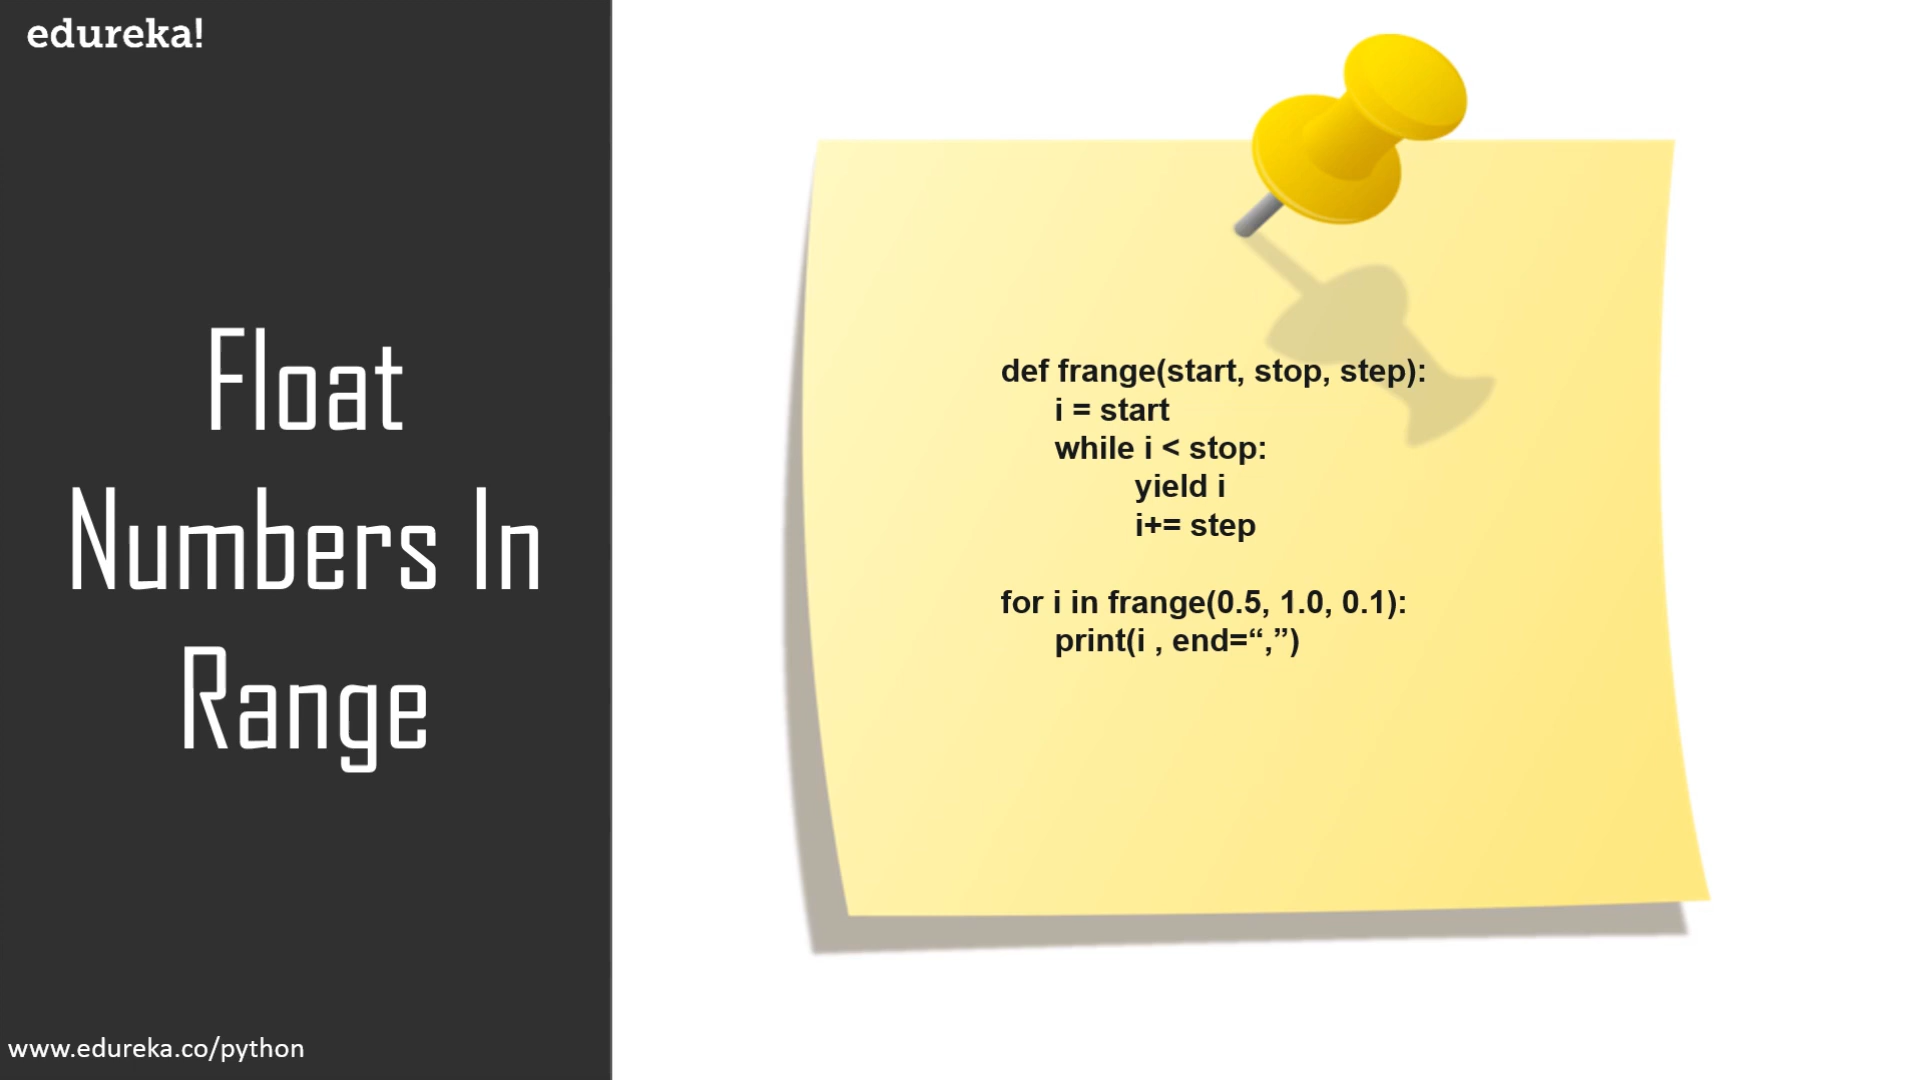 edureka!
Float
Numbers In
Range
def frange(start, stop, step):
i = start
while i < stop:
yield i
i+= step
for i in frange(0.5, 1.0, 0.1):
print(i , end=“,”)
www.edureka.co/python